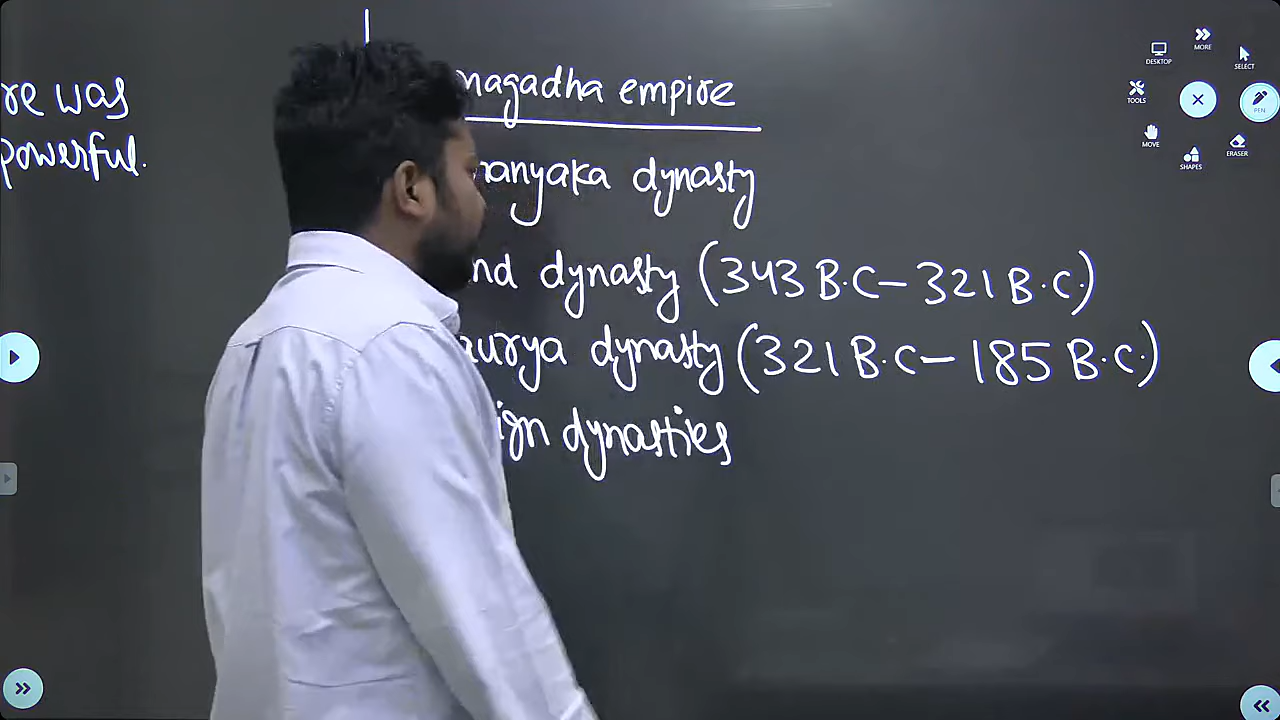 re was
powerful.
magadha empire
anyaka dynasty
nd dynasty (343 B.C – 321 B.C.)
aurya dynasty (321 B.C – 185 B.C.)
ign dynasties
DESKTOP
MORE
SELECT
TOOLS
PEN
MOVE
SHAPES
ERASER